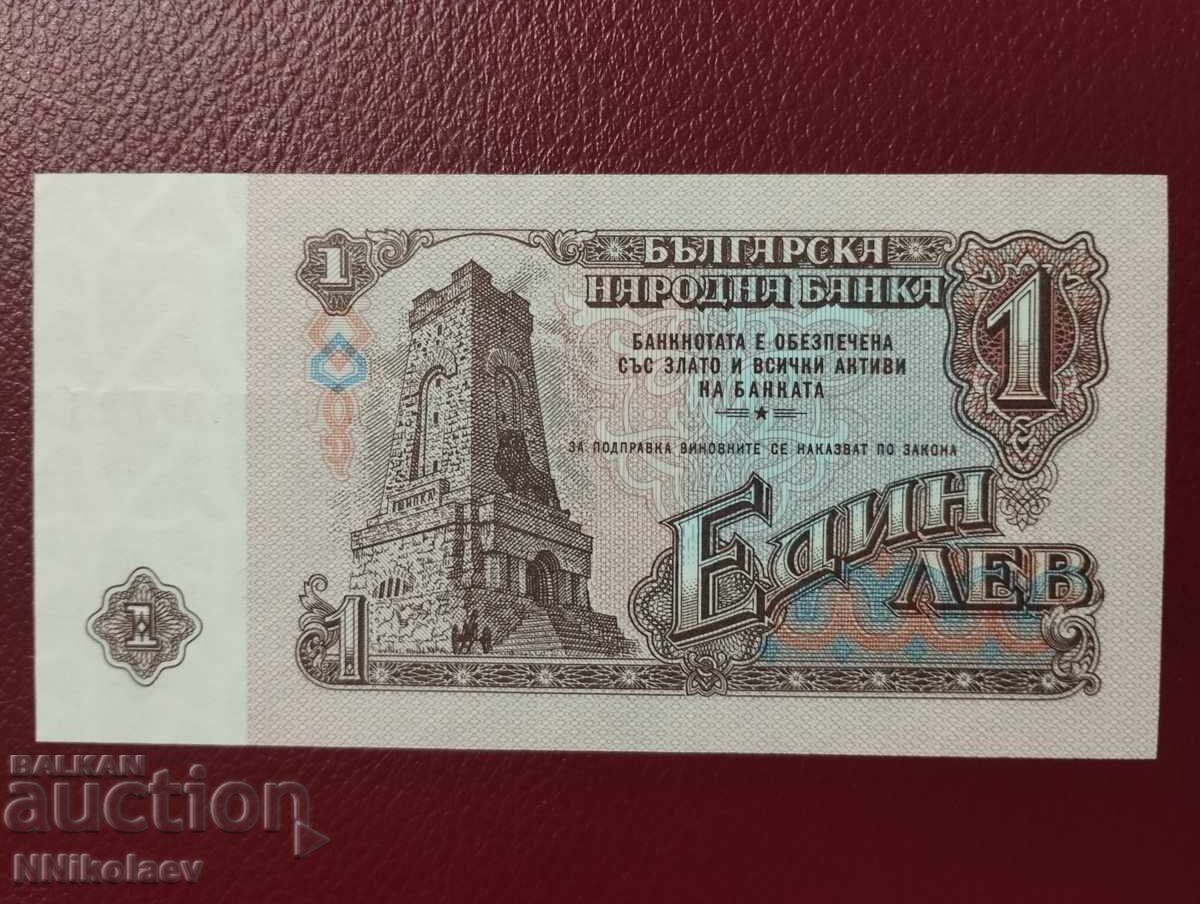 1
БЪЛГАРСКА
НАРОДНА БАНКА
1
БАНКНОТАТА Е ОБЕЗПЕЧЕНА
СЪС ЗЛАТО И ВСИЧКИ АКТИВИ
НА БАНКАТА
ЗА ПОДПРАВКА ВИНОВНИТЕ СЕ НАКАЗВАТ ПО ЗАКОНА
ШИПКА
ЕДИН
ЛЕВ
1
1
BALKAN
auction
NNikolaev